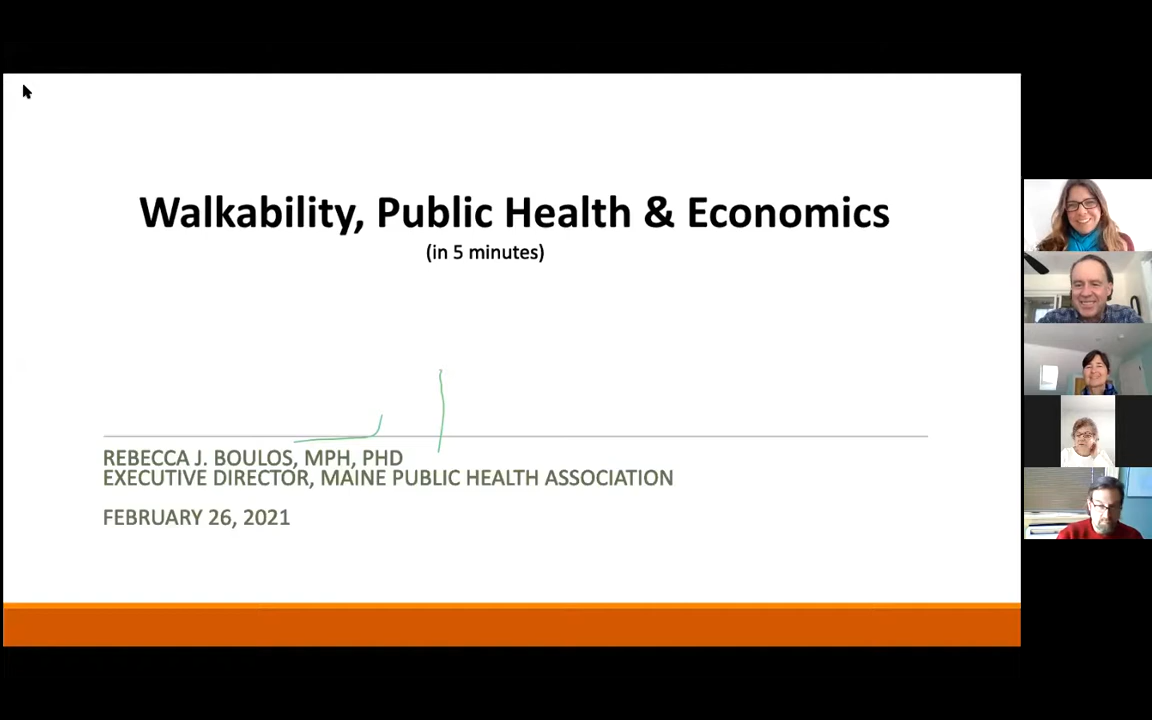 Walkability, Public Health & Economics
(in 5 minutes)
REBECCA J. BOULOS, MPH, PHD
EXECUTIVE DIRECTOR, MAINE PUBLIC HEALTH ASSOCIATION
FEBRUARY 26, 2021